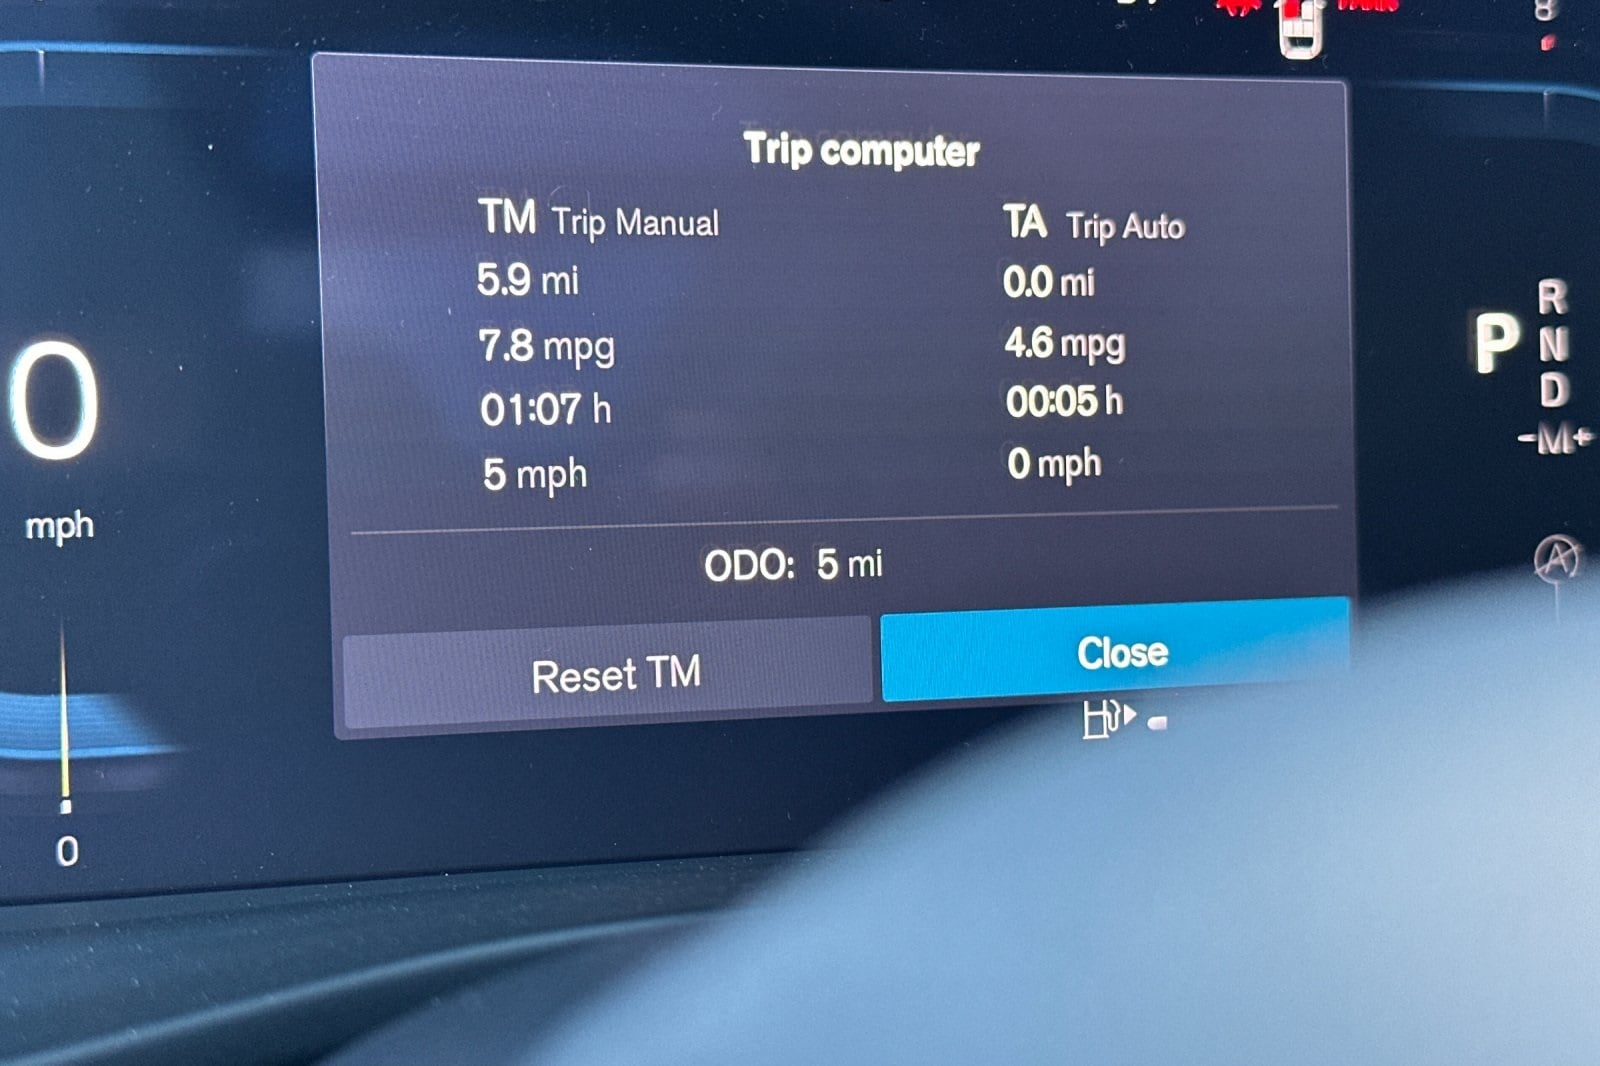 Trip computer
TM Trip Manual
5.9 mi
7.8 mpg
01:07 h
5 mph
TA Trip Auto
0.0 mi
4.6 mpg
00:05 h
0 mph
ODO: 5 mi
Reset TM
Close
0
mph
0
P
R
N
D
-M+
A
8